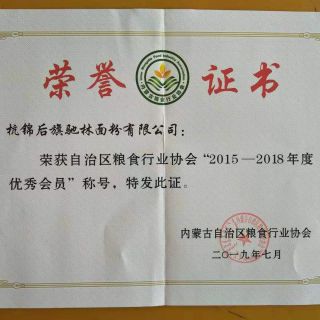 荣誉 证书
杭锦后旗驰林面粉有限公司：
荣获自治区粮食行业协会“2015—2018年度
优秀会员”称号，特发此证。
内蒙古自治区粮食行业协会
二〇一九年七月